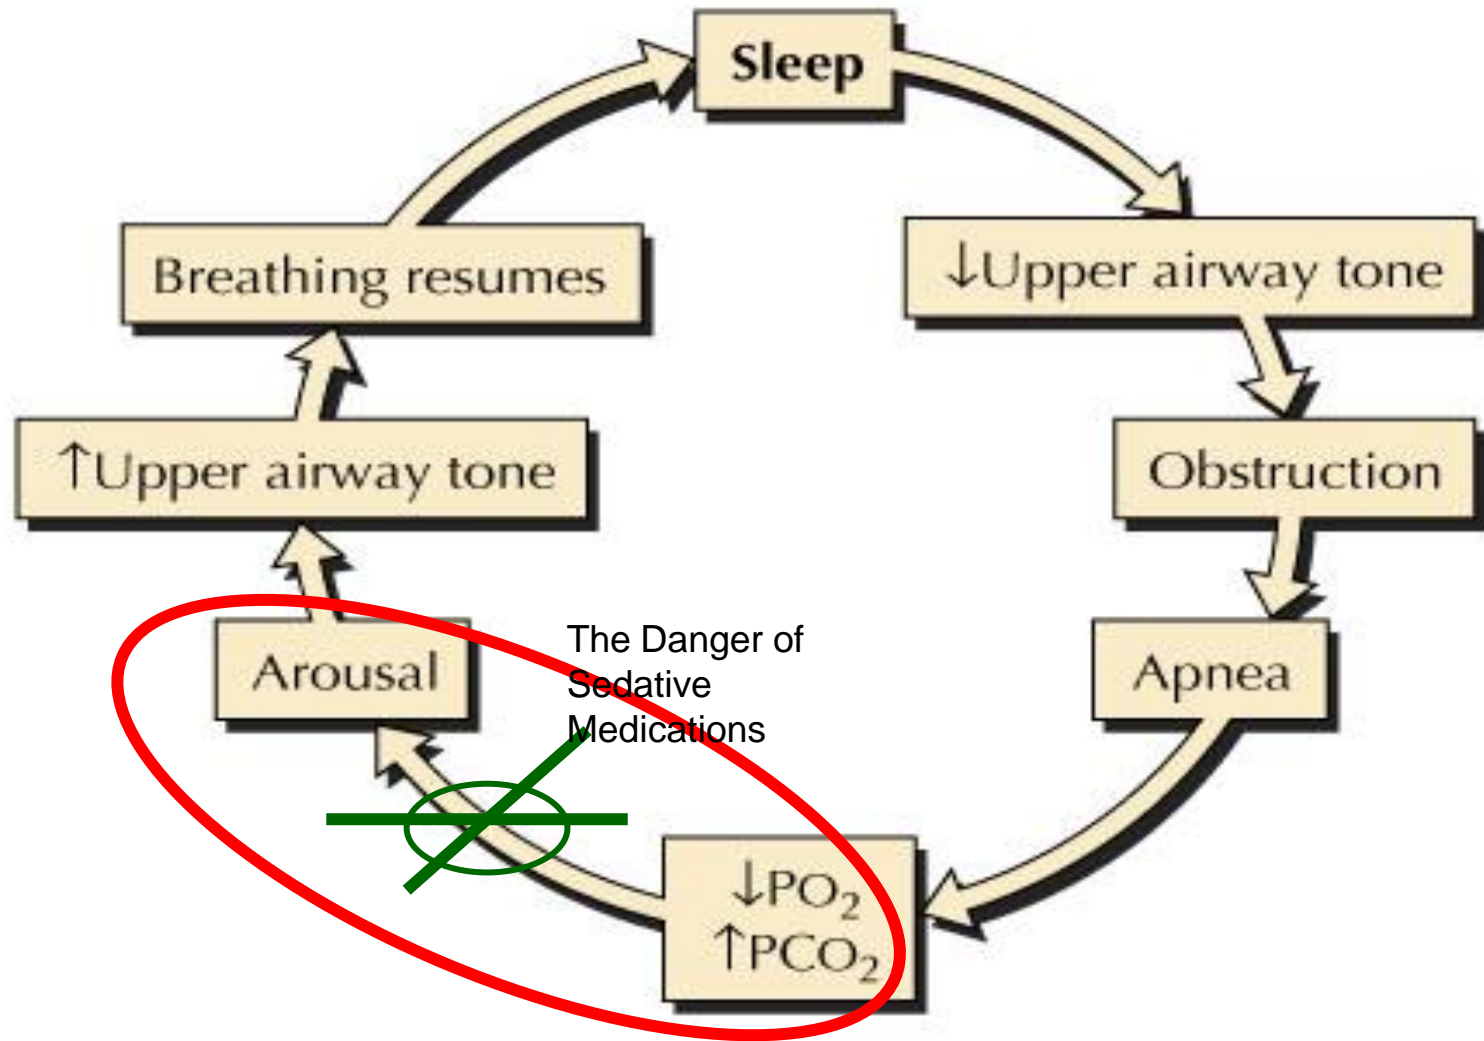 Sleep
↓Upper airway tone
Obstruction
Apnea
↓PO₂
↑PCO₂
The Danger of
Sedative
Medications
Arousal
↑Upper airway tone
Breathing resumes